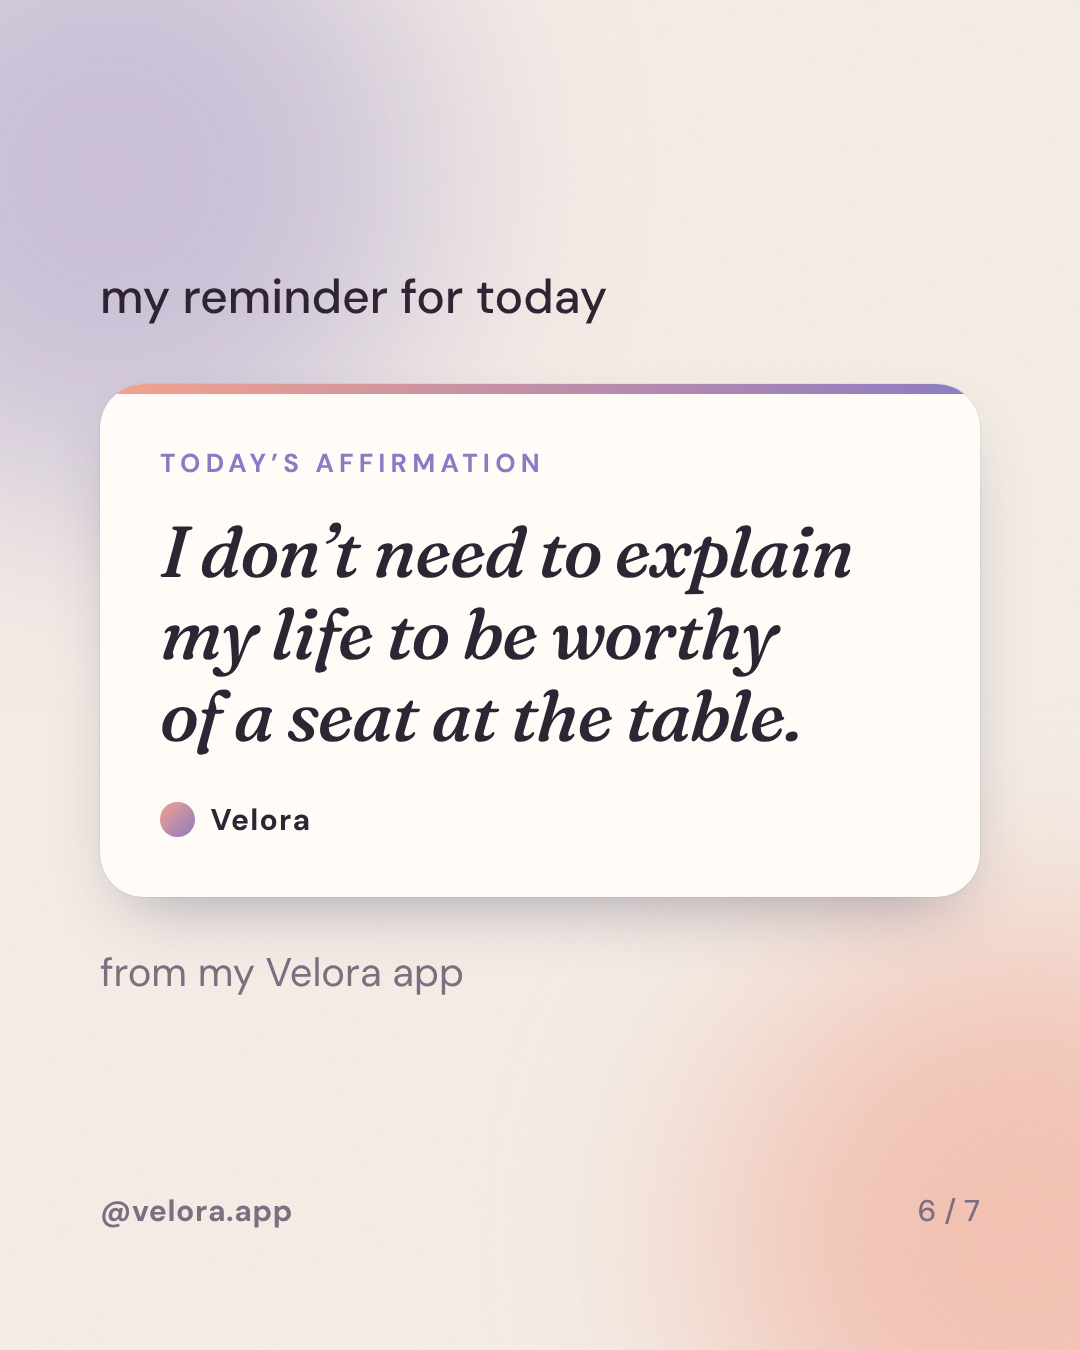 my reminder for today
TODAY’S AFFIRMATION
I don’t need to explain
my life to be worthy
of a seat at the table.
Velora
from my Velora app
@velora.app
6 / 7